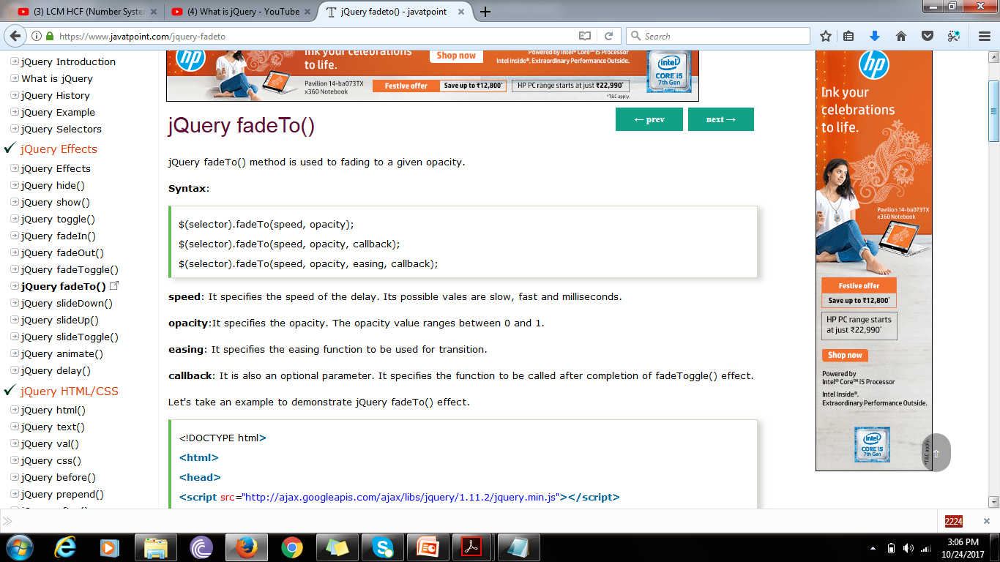 (3) LCM HCF (Number System
(4) What is jQuery - YouTube
jQuery fadeto() - javatpoint
https://www.javatpoint.com/jquery-fadeto
Search
jQuery Introduction
What is jQuery
jQuery History
jQuery Example
jQuery Selectors
jQuery Effects
jQuery Effects
jQuery hide()
jQuery show()
jQuery toggle()
jQuery fadeIn()
jQuery fadeOut()
jQuery fadeToggle()
jQuery fadeTo()
jQuery slideDown()
jQuery slideUp()
jQuery slideToggle()
jQuery animate()
jQuery delay()
jQuery HTML/CSS
jQuery html()
jQuery text()
jQuery val()
jQuery css()
jQuery before()
jQuery prepend()
hp
Ink your celebrations
to life.
Shop now
Powered by Intel® Core™ i5 Processor
Intel Inside®. Extraordinary Performance Outside.
Pavilion 14-ba073TX
x360 Notebook
Festive offer
Save up to ₹12,800*
HP PC range starts at just ₹22,990*
*T&C apply.
intel
CORE i5
7th Gen
jQuery fadeTo()
← prev
next →
jQuery fadeTo() method is used to fading to a given opacity.
Syntax:
$(selector).fadeTo(speed, opacity);
$(selector).fadeTo(speed, opacity, callback);
$(selector).fadeTo(speed, opacity, easing, callback);
speed: It specifies the speed of the delay. Its possible vales are slow, fast and milliseconds.
opacity:It specifies the opacity. The opacity value ranges between 0 and 1.
easing: It specifies the easing function to be used for transition.
callback: It is also an optional parameter. It specifies the function to be called after completion of fadeToggle() effect.
Let's take an example to demonstrate jQuery fadeTo() effect.
<!DOCTYPE html>
<html>
<head>
<script src="http://ajax.googleapis.com/ajax/libs/jquery/1.11.2/jquery.min.js"></script>
hp
Ink your
celebrations
to life.
Pavilion 14-ba073TX
x360 Notebook
Festive offer
Save up to ₹12,800*
HP PC range starts
at just ₹22,990*
Shop now
Powered by
Intel® Core™ i5 Processor
Intel Inside®.
Extraordinary Performance Outside.
intel
CORE i5
7th Gen
*T&C apply.
2224
3:06 PM
10/24/2017